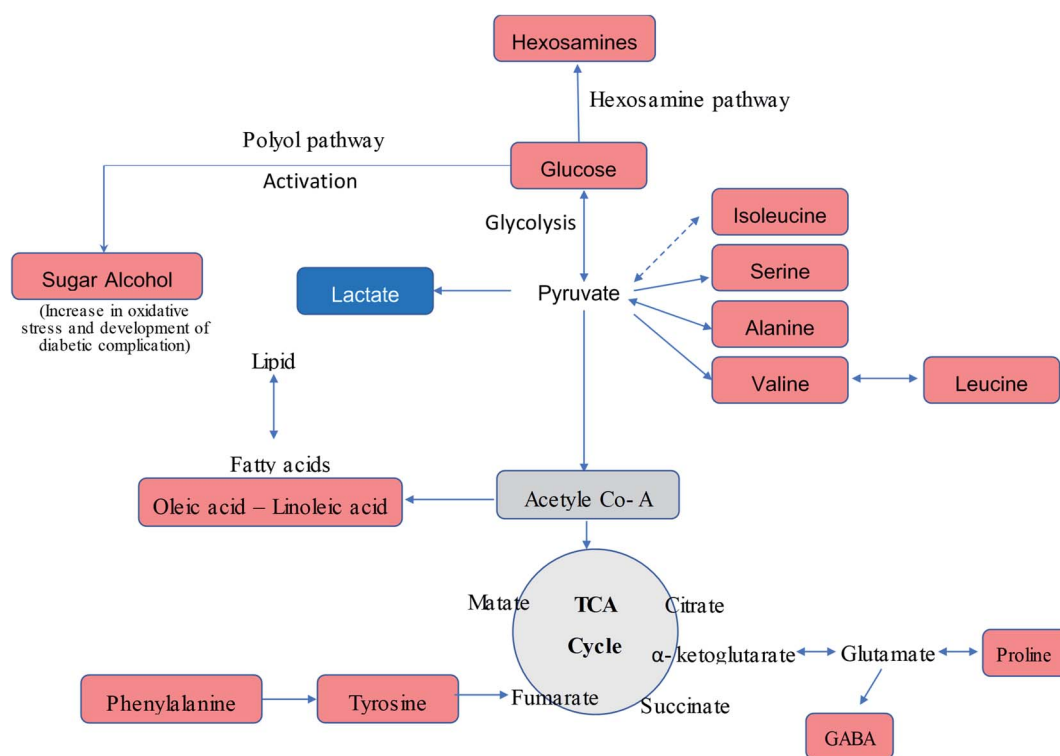 Hexosamines
Hexosamine pathway
Polyol pathway
Activation
Glucose
Glycolysis
Isoleucine
Sugar Alcohol
(Increase in oxidative
stress and development of
diabetic complication)
Lactate
Pyruvate
Serine
Alanine
Valine
Leucine
Lipid
Fatty acids
Oleic acid – Linoleic acid
Acetyle Co- A
Matate
TCA
Cycle
Citrate
α- ketoglutarate
Glutamate
Proline
Phenylalanine
Tyrosine
Fumarate
Succinate
GABA